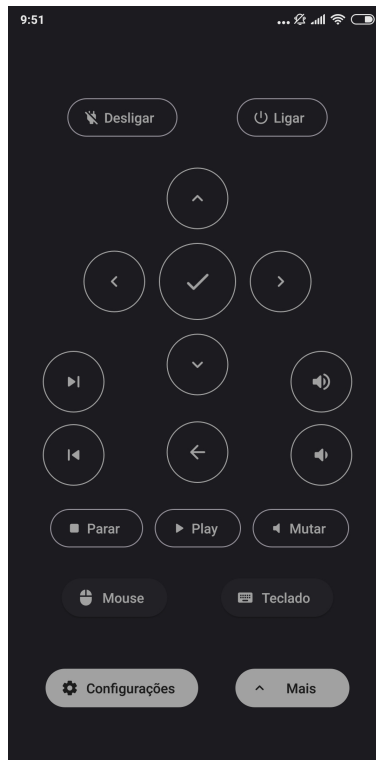 9:51
Desligar
Ligar
Parar
Play
Mutar
Mouse
Teclado
Configurações
Mais